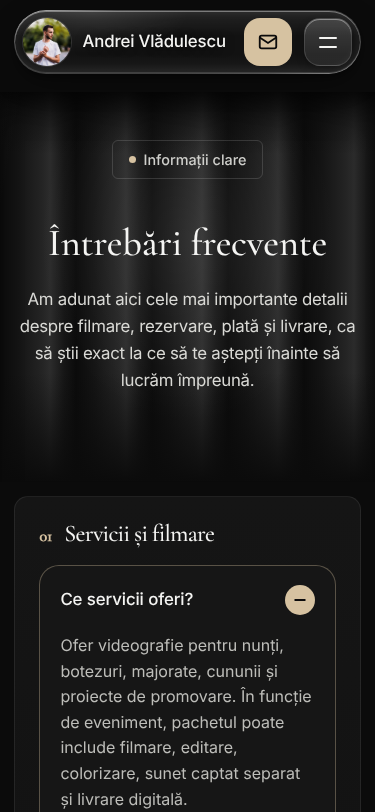 Andrei Vlădulescu
Informații clare
Întrebări frecvente
Am adunat aici cele mai importante detalii
despre filmare, rezervare, plată și livrare, ca
să știi exact la ce să te aștepți înainte să
lucrăm împreună.
01 Servicii și filmare
Ce servicii oferi?
Ofer videografie pentru nunți,
botezuri, majorate, cununii și
proiecte de promovare. În funcție
de eveniment, pachetul poate
include filmare, editare,
colorizare, sunet captat separat
și livrare digitală.